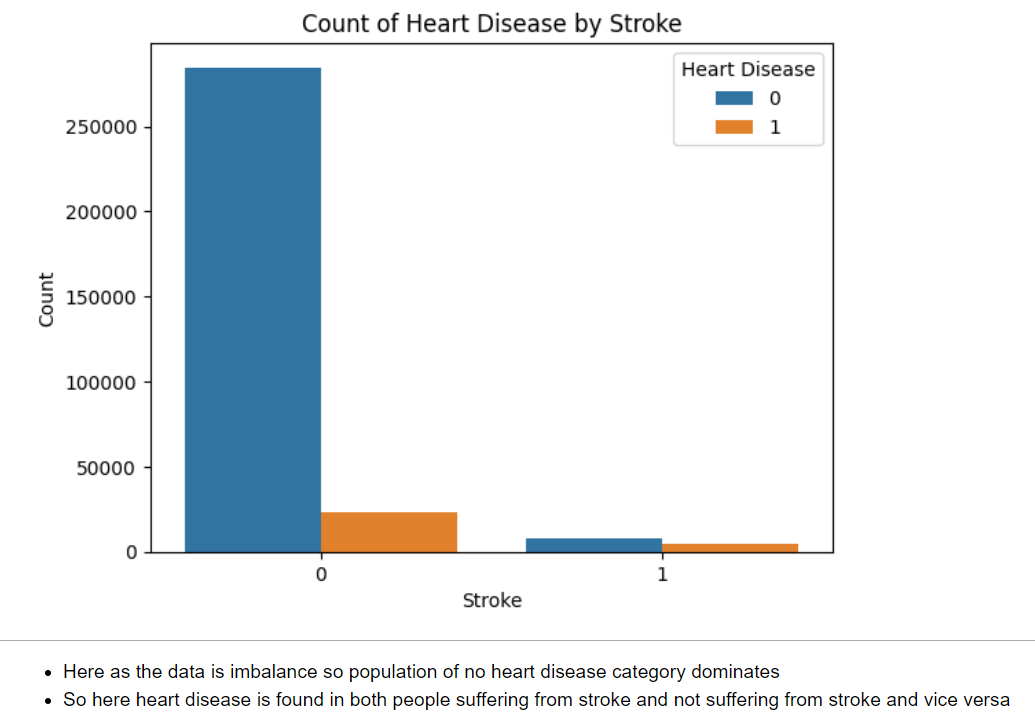 Count of Heart Disease by Stroke
Heart Disease
0
1
250000
200000
150000
100000
50000
0
Count
0 1
Stroke
Here as the data is imbalance so population of no heart disease category dominates
So here heart disease is found in both people suffering from stroke and not suffering from stroke and vice versa